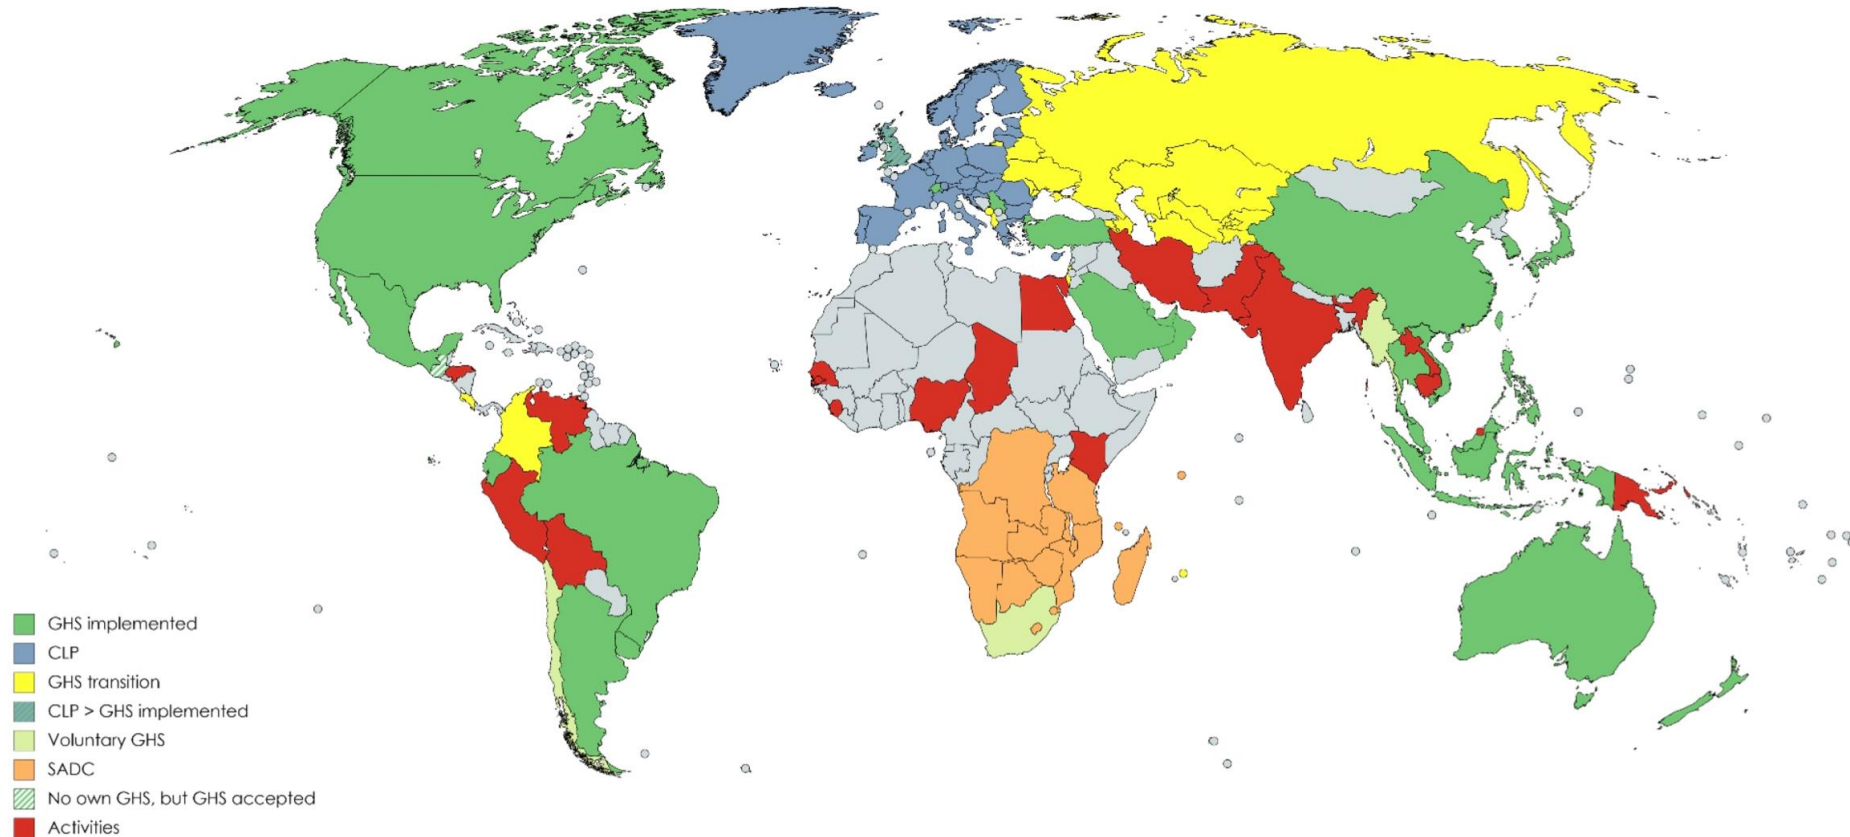 GHS implemented
CLP
GHS transition
CLP > GHS implemented
Voluntary GHS
SADC
No own GHS, but GHS accepted
Activities